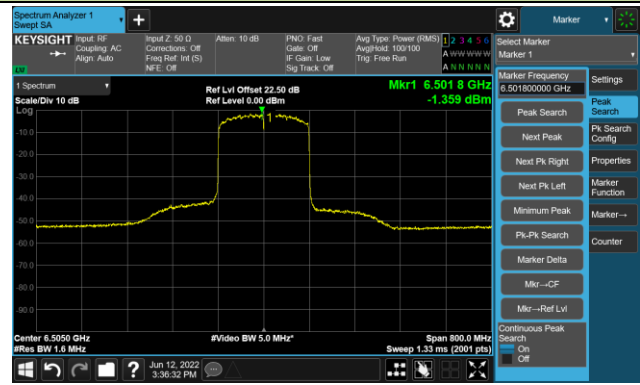 Spectrum Analyzer 1
Swept SA
Marker
KEYSIGHT
Input: RF
Coupling: AC
Align: Auto
Input Z: 50 Ω
Corrections: Off
Freq Ref: Int (S)
NFE: Off
Atten: 10 dB
PNO: Fast
Gate: Off
IF Gain: Low
Sig Track: Off
Avg Type: Power (RMS)
Avg|Hold: 100/100
Trig: Free Run
1 2 3 4 5 6
A W W W W W
A N N N N N
LW
Select Marker
Marker 1
1 Spectrum
Scale/Div 10 dB
Log
Ref Lvl Offset 22.50 dB
Ref Level 0.00 dBm
Mkr1 6.501 8 GHz
-1.359 dBm
1
-10.0
-20.0
-30.0
-40.0
-50.0
-60.0
-70.0
-80.0
-90.0
Center 6.5050 GHz
#Res BW 1.6 MHz
#Video BW 5.0 MHz*
Span 800.0 MHz
Sweep 1.33 ms (2001 pts)
Marker Frequency
6.501800000 GHz
Peak Search
Next Peak
Next Pk Right
Next Pk Left
Minimum Peak
Pk-Pk Search
Marker Delta
Mkr→CF
Mkr→Ref Lvl
Continuous Peak
Search
On
Off
Settings
Peak
Search
Pk Search
Config
Properties
Marker
Function
Marker→
Counter
?
Jun 12, 2022
3:36:32 PM